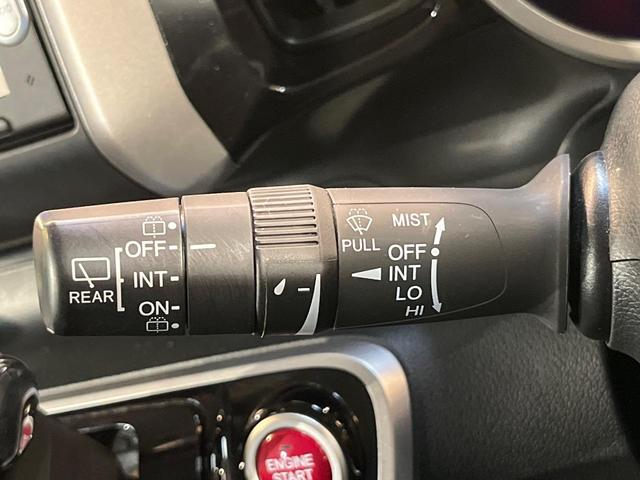 OFF
INT
ON
REAR
PULL
MIST
OFF
INT
LO
HI
ENGINE
START